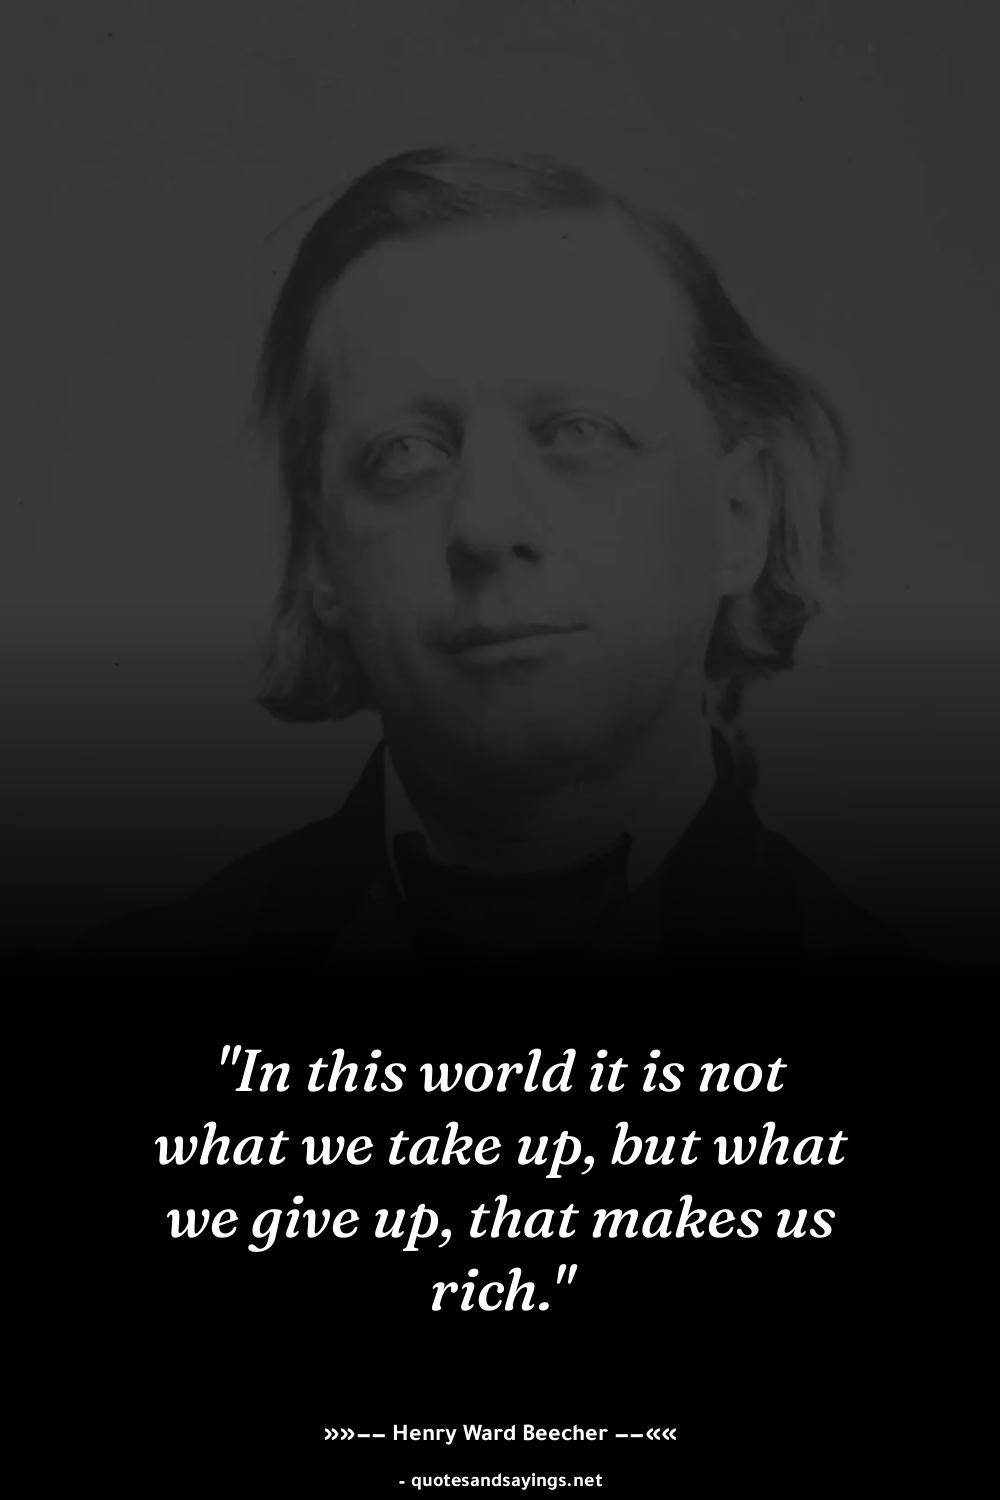 "In this world it is not
what we take up, but what
we give up, that makes us
rich."
»»–– Henry Ward Beecher ––««
- quotesandsayings.net